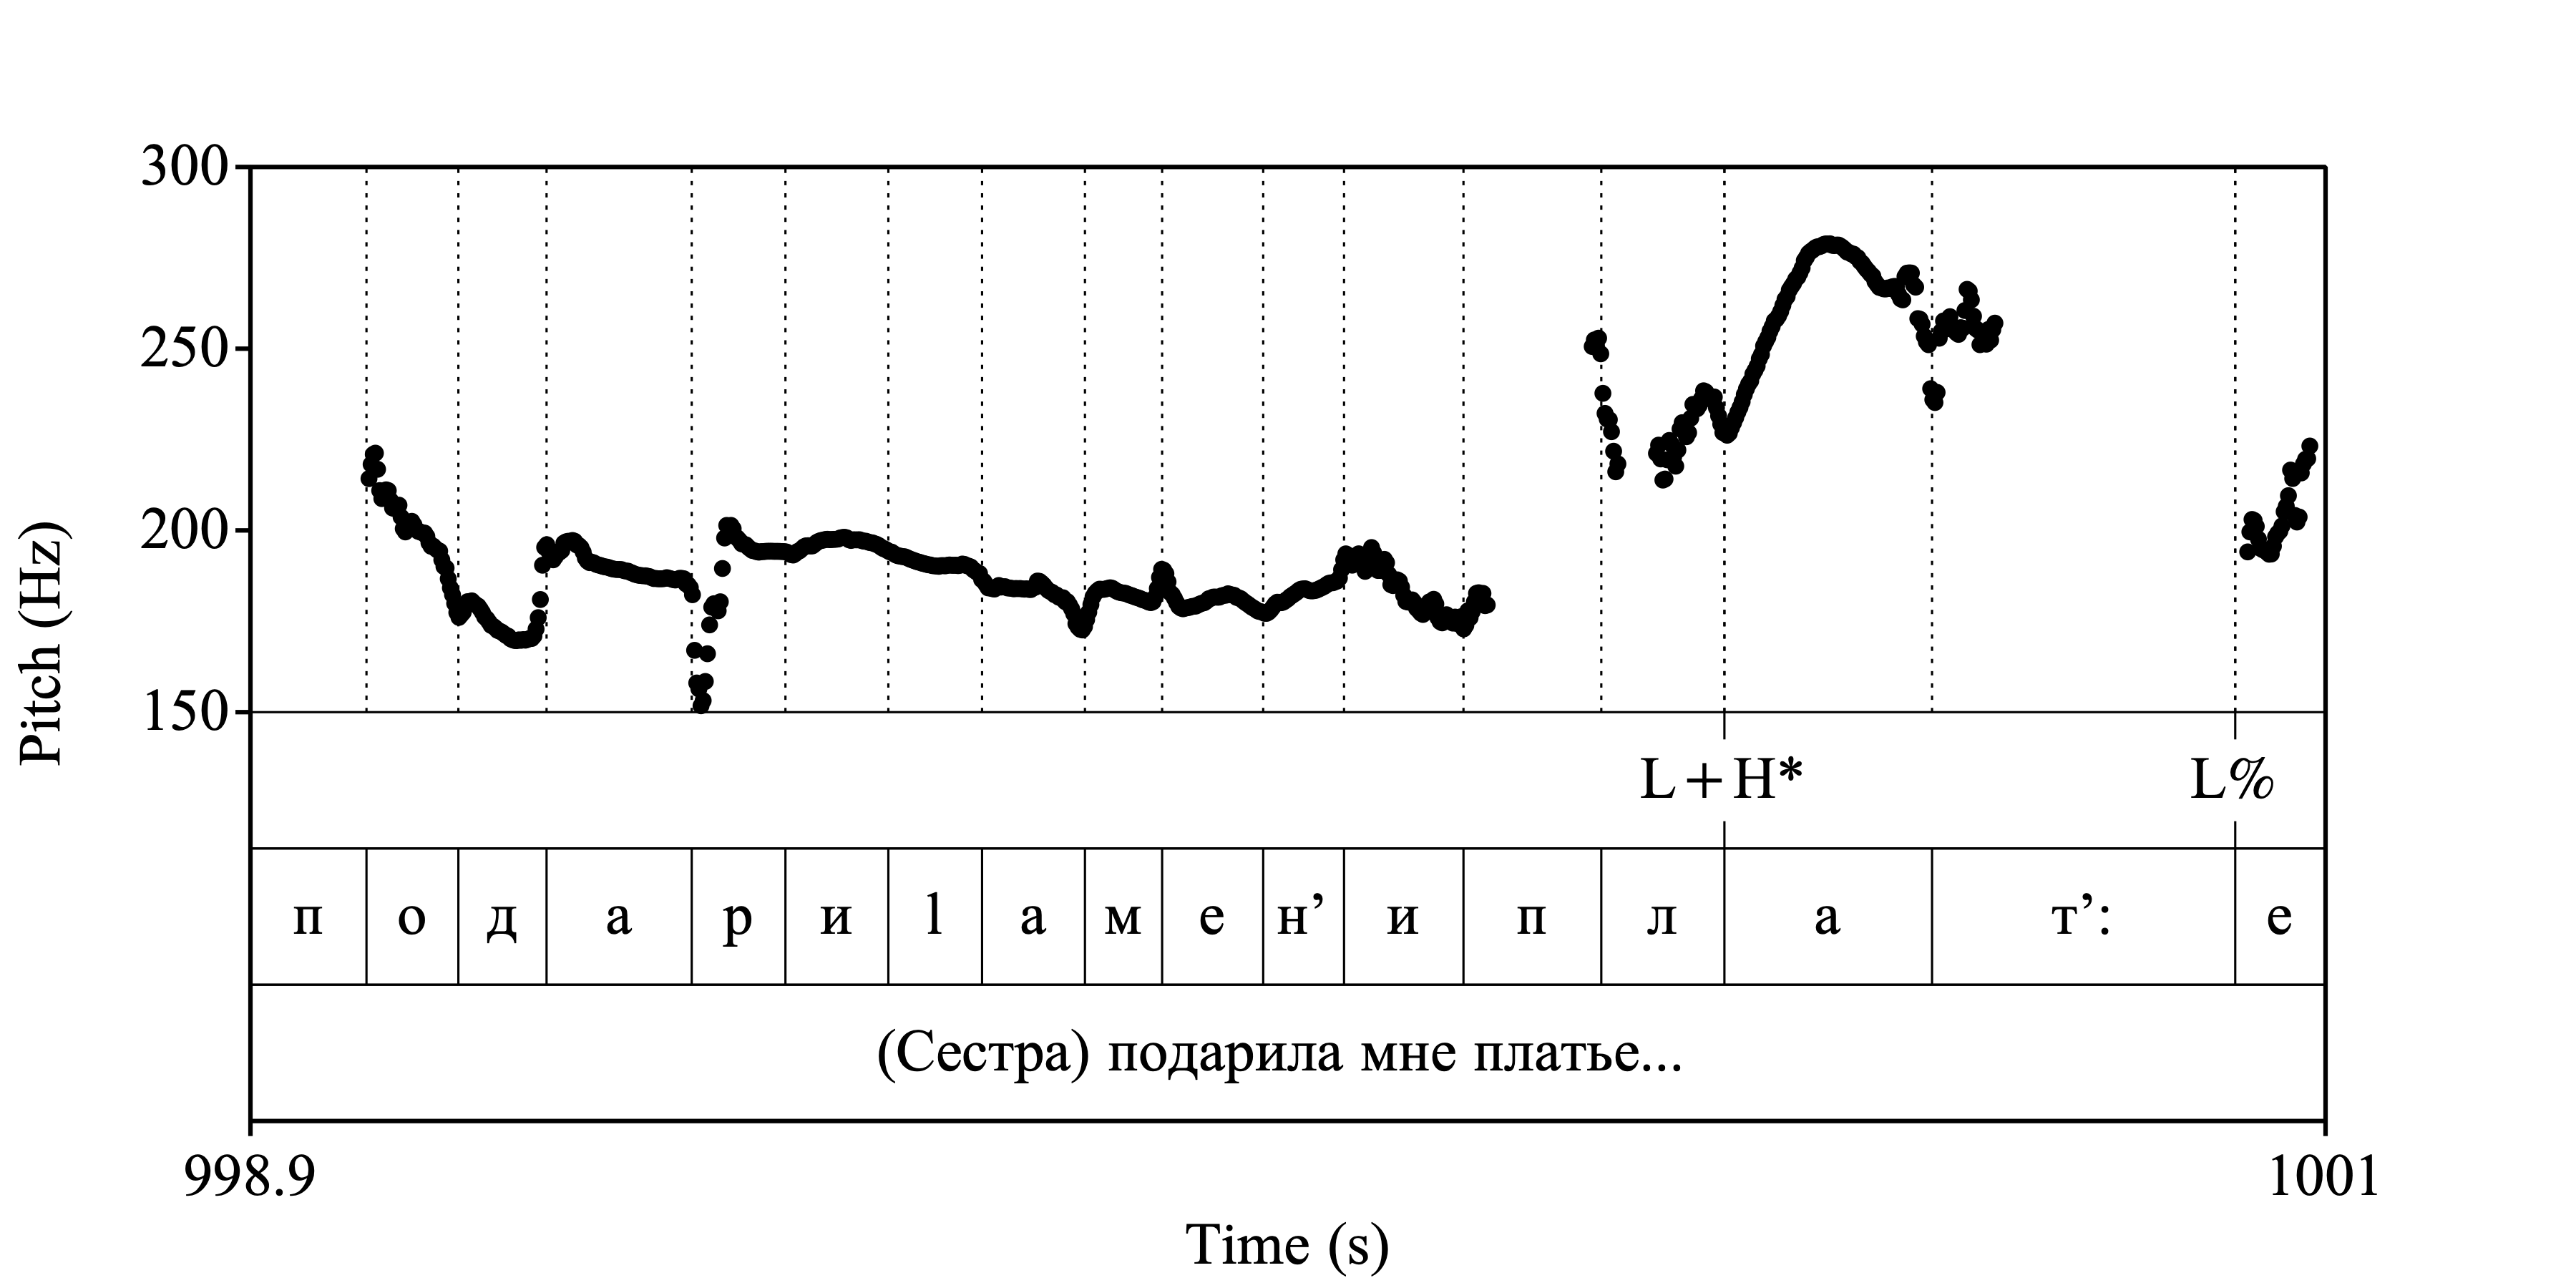 300
250
200
150
Pitch (Hz)
L+H* L%
п о д а р и l а м е н’ и п л а т’: е
(Сестра) подарила мне платье...
998.9 1001
Time (s)